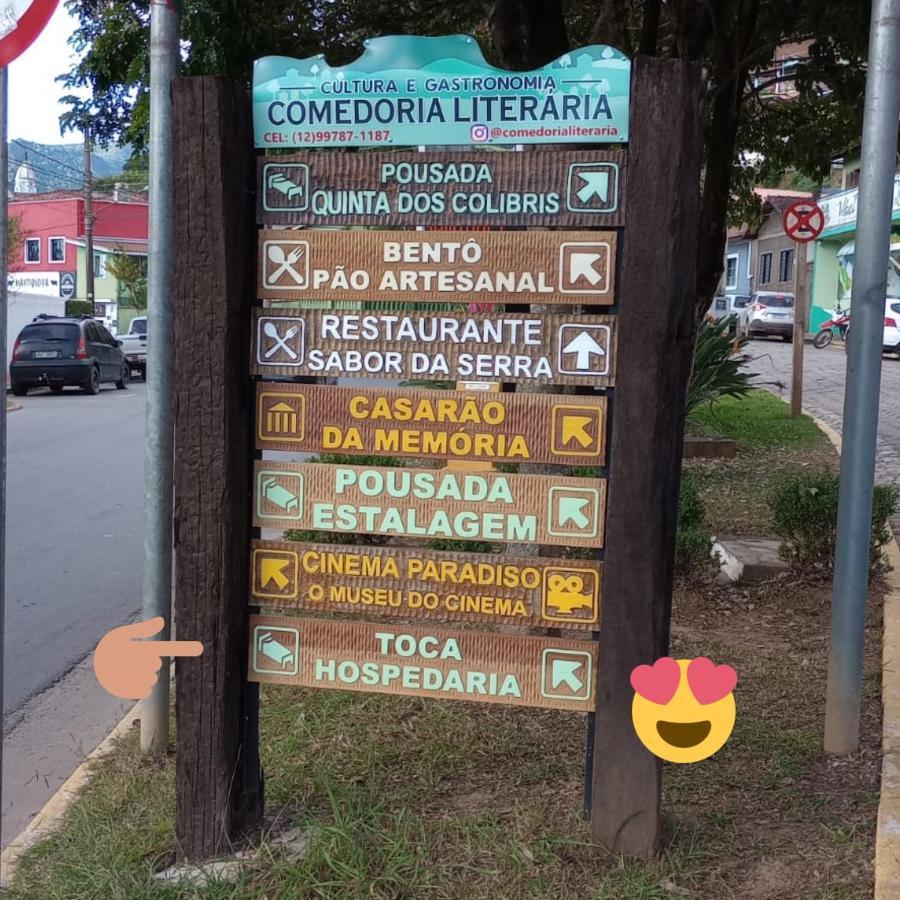 CULTURA E GASTRONOMIA
COMEDORIA LITERÁRIA
CEL: (12)99787-1187
@comedorialiteraria
POUSADA
QUINTA DOS COLIBRIS
BENTÔ
PÃO ARTESANAL
RESTAURANTE
SABOR DA SERRA
CASARÃO
DA MEMÓRIA
POUSADA
ESTALAGEM
CINEMA PARADISO
O MUSEU DO CINEMA
TOCA
HOSPEDARIA
MANTIQUEIRA